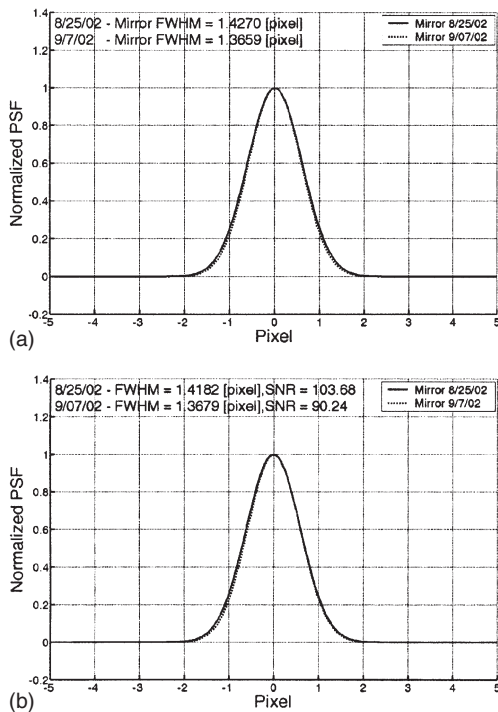 1.4
8/25/02 - Mirror FWHM = 1.4270 [pixel]
9/7/02 - Mirror FWHM = 1.3659 [pixel]
Mirror 8/25/02
Mirror 9/07/02
1.2
1
0.8
0.6
0.4
0.2
0
-0.2
Normalized PSF
-5 -4 -3 -2 -1 0 1 2 3 4 5
(a)
Pixel
1.4
8/25/02 - FWHM = 1.4182 [pixel],SNR = 103.68
9/07/02 - FWHM = 1.3679 [pixel],SNR = 90.24
Mirror 8/25/02
Mirror 9/7/02
1.2
1
0.8
0.6
0.4
0.2
0
-0.2
Normalized PSF
-5 -4 -3 -2 -1 0 1 2 3 4 5
(b)
Pixel